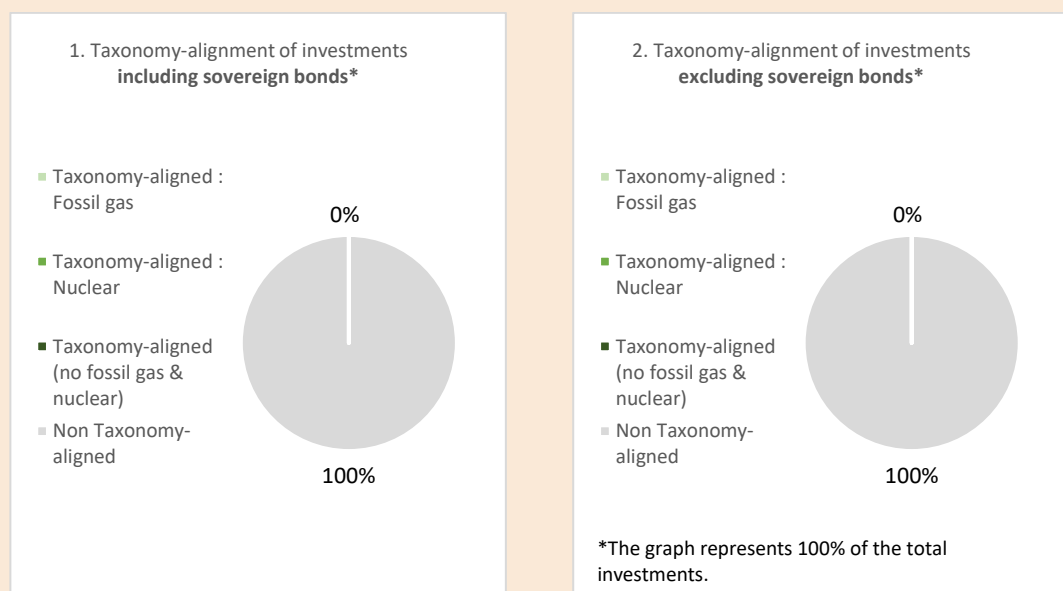 1. Taxonomy-alignment of investments
including sovereign bonds*
Taxonomy-aligned :
Fossil gas
Taxonomy-aligned :
Nuclear
Taxonomy-aligned
(no fossil gas &
nuclear)
Non Taxonomy-
aligned
0%
100%
2. Taxonomy-alignment of investments
excluding sovereign bonds*
Taxonomy-aligned :
Fossil gas
Taxonomy-aligned :
Nuclear
Taxonomy-aligned
(no fossil gas &
nuclear)
Non Taxonomy-
aligned
0%
100%
*The graph represents 100% of the total
investments.